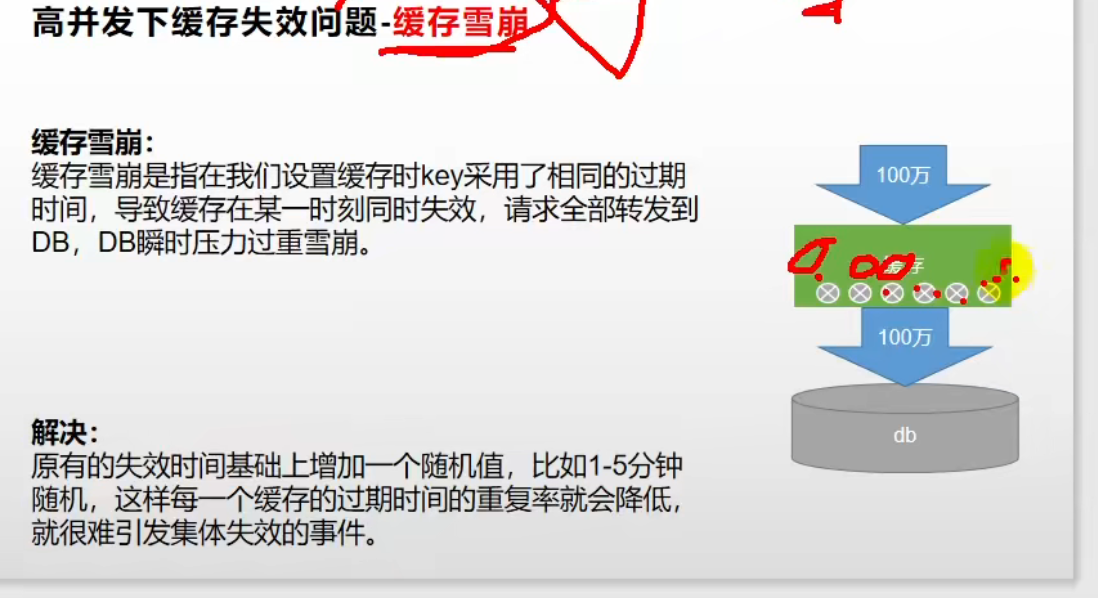 高并发下缓存失效问题-缓存雪崩
缓存雪崩：
缓存雪崩是指在我们设置缓存时key采用了相同的过期
时间，导致缓存在某一时刻同时失效，请求全部转发到
DB，DB瞬时压力过重雪崩。
解决：
原有的失效时间基础上增加一个随机值，比如1-5分钟
随机，这样每一个缓存的过期时间的重复率就会降低，
就很难引发集体失效的事件。
100万
缓存
100万
db